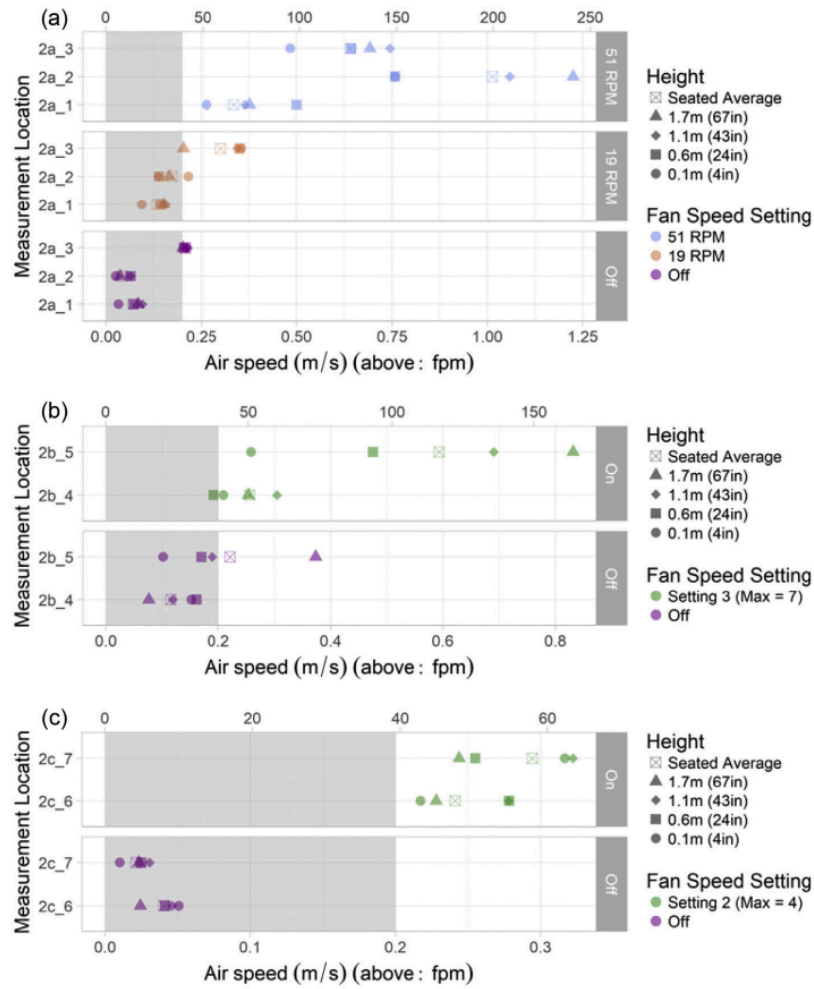 (a)
0 50 100 150 200 250
2a_3
2a_2
2a_1
51 RPM
2a_3
2a_2
2a_1
19 RPM
2a_3
2a_2
2a_1
Off
0.00 0.25 0.50 0.75 1.00 1.25
Measurement Location
Air speed (m/s) (above: fpm)
Height
Seated Average
1.7m (67in)
1.1m (43in)
0.6m (24in)
0.1m (4in)
Fan Speed Setting
51 RPM
19 RPM
Off
(b)
0 50 100 150
2b_5
2b_4
On
2b_5
2b_4
Off
0.0 0.2 0.4 0.6 0.8
Measurement Location
Air speed (m/s) (above: fpm)
Height
Seated Average
1.7m (67in)
1.1m (43in)
0.6m (24in)
0.1m (4in)
Fan Speed Setting
Setting 3 (Max = 7)
Off
(c)
0 20 40 60
2c_7
2c_6
On
2c_7
2c_6
Off
0.0 0.1 0.2 0.3
Measurement Location
Air speed (m/s) (above: fpm)
Height
Seated Average
1.7m (67in)
1.1m (43in)
0.6m (24in)
0.1m (4in)
Fan Speed Setting
Setting 2 (Max = 4)
Off